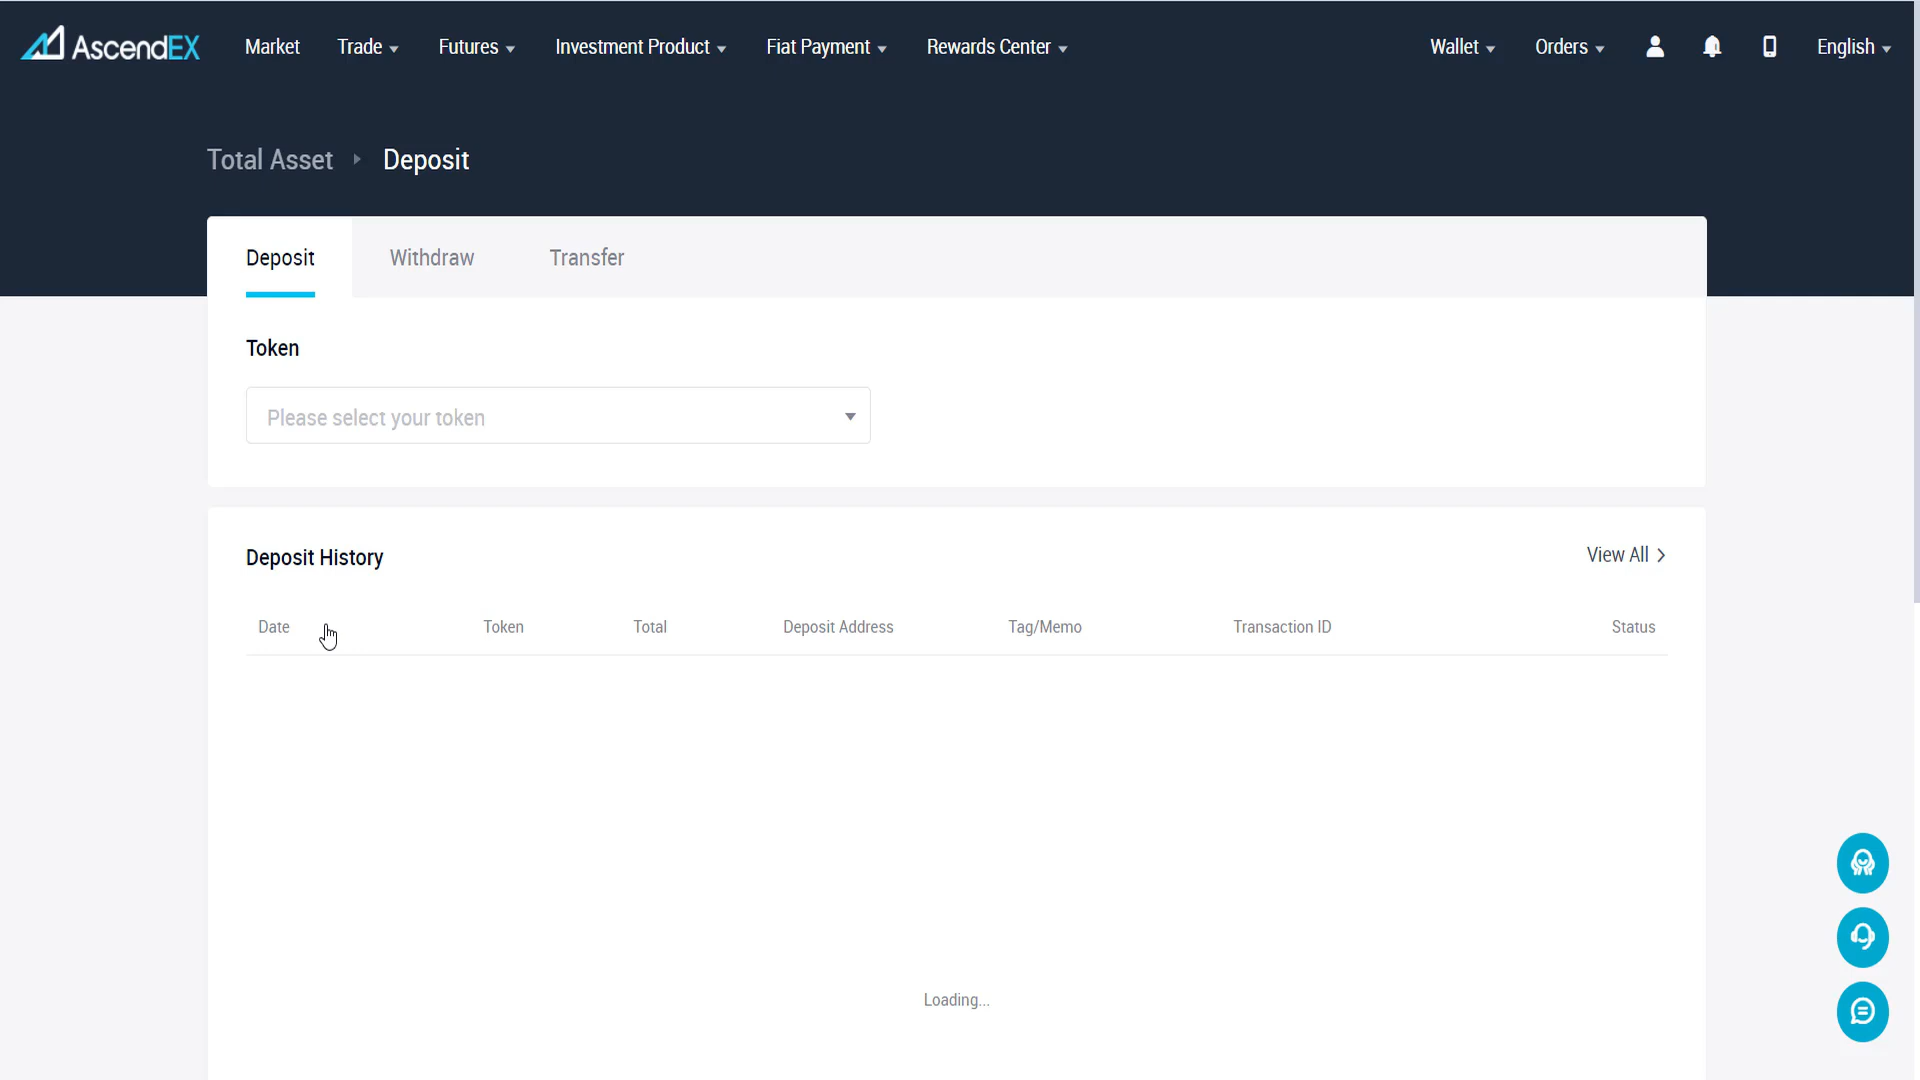 AscendEX Market Trade Futures Investment Product Fiat Payment Rewards Center Wallet Orders English
Total Asset Deposit
Deposit Withdraw Transfer
Token
Please select your token
Deposit History View All
Date Token Total Deposit Address Tag/Memo Transaction ID Status
Loading...